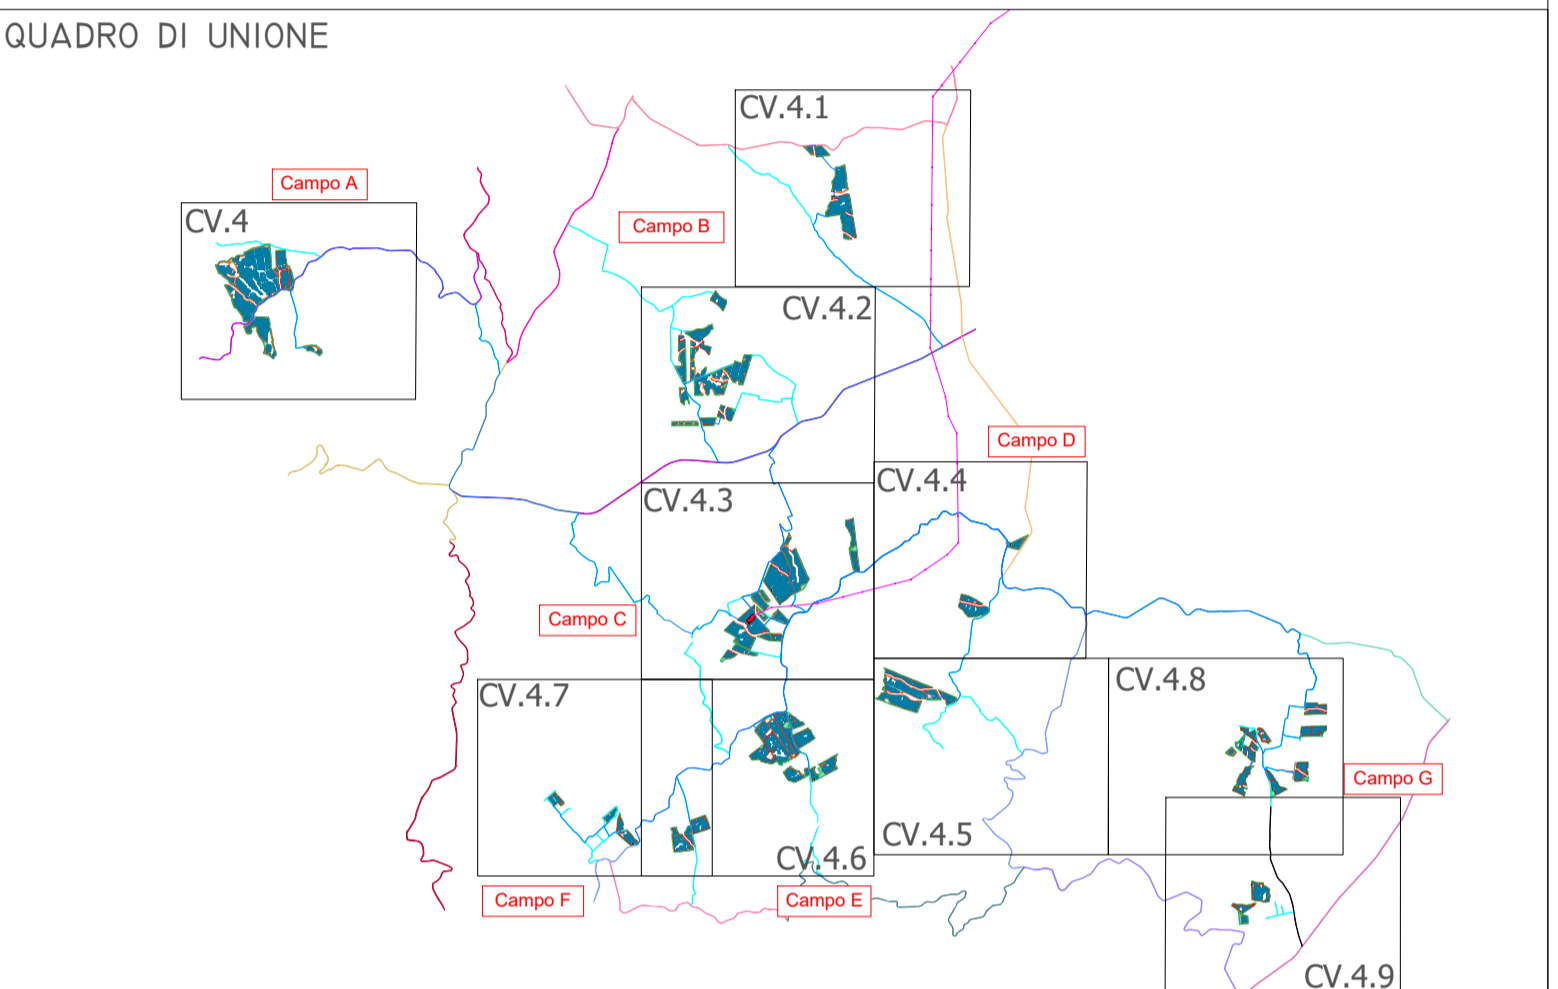 QUADRO DI UNIONE
CV.4.1
Campo A
CV.4
Campo B
CV.4.2
Campo D
CV.4.4
CV.4.3
Campo C
CV.4.7
CV.4.8
Campo G
CV.4.5
CV.4.6
Campo F
Campo E
CV.4.9